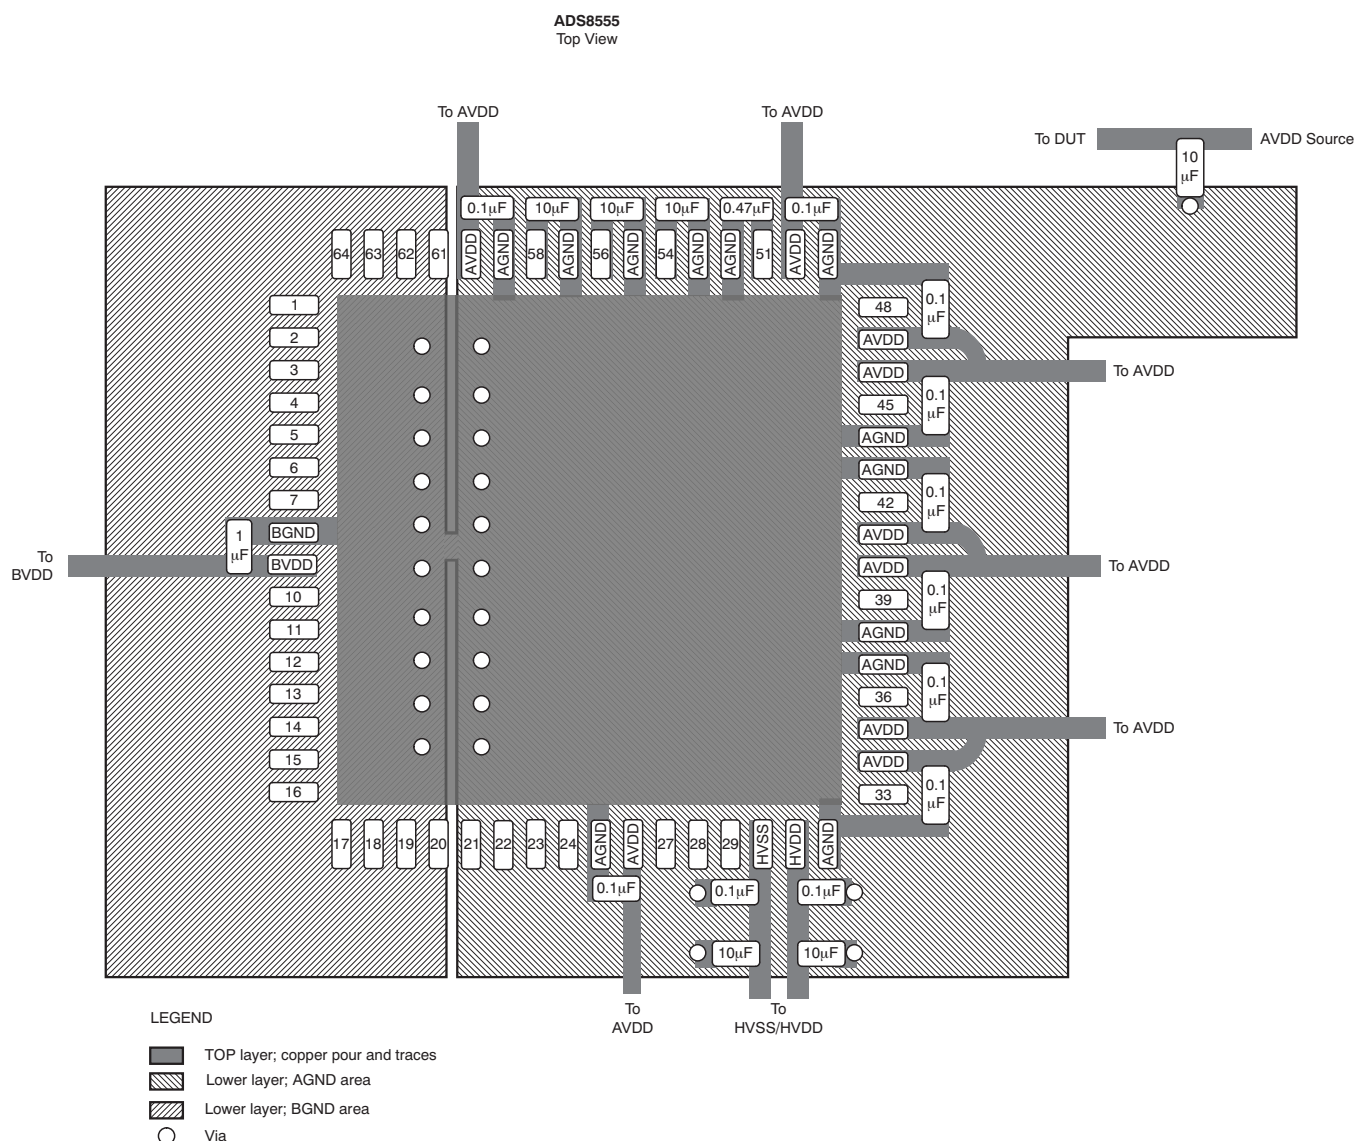 ADS8555
Top View
To AVDD
To AVDD
To DUT
AVDD Source
10
µF
0.1µF
10µF
10µF
10µF
0.47µF
0.1µF
64
63
62
61
AVDD
AGND
58
AGND
56
AGND
54
AGND
AGND
51
AVDD
AGND
1
2
3
4
5
6
7
BGND
BVDD
10
11
12
13
14
15
16
1
µF
To
BVDD
48
AVDD
AVDD
45
AGND
AGND
42
AVDD
AVDD
39
AGND
AGND
36
AVDD
AVDD
33
0.1
µF
0.1
µF
0.1
µF
0.1
µF
0.1
µF
0.1
µF
To AVDD
To AVDD
To AVDD
17
18
19
20
21
22
23
24
AGND
AVDD
27
28
29
HVSS
HVDD
AGND
0.1µF
0.1µF
0.1µF
10µF
10µF
To
AVDD
To
HVSS/HVDD
LEGEND
TOP layer; copper pour and traces
Lower layer; AGND area
Lower layer; BGND area
Via